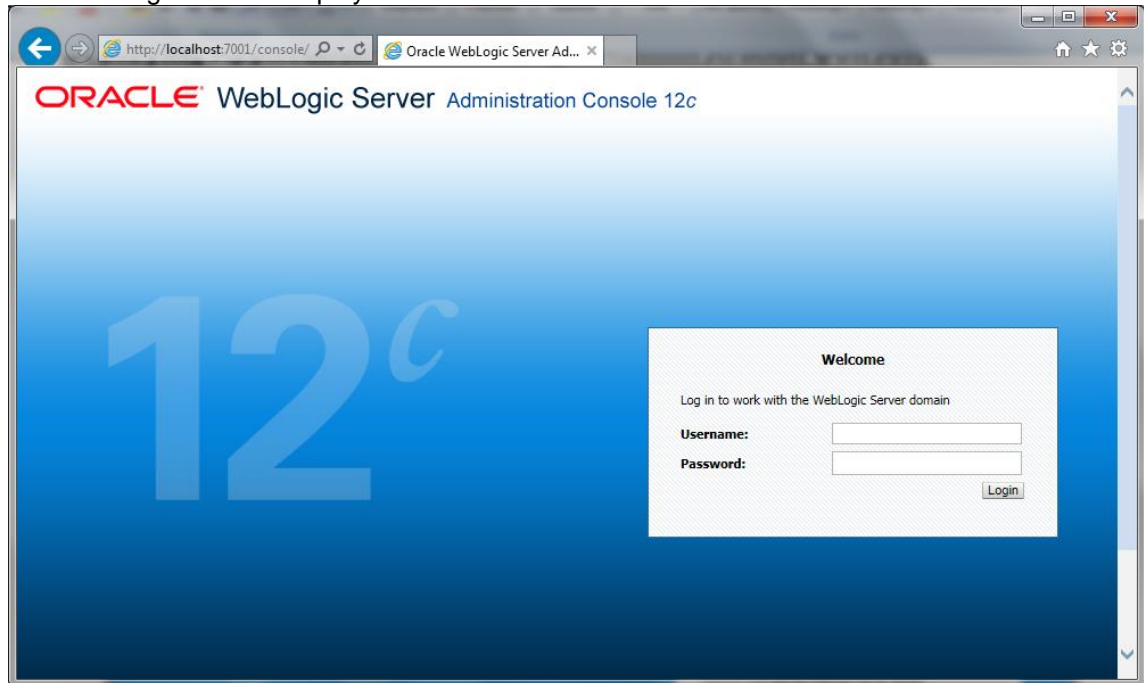 http://localhost:7001/console/
Oracle WebLogic Server Ad...
ORACLE WebLogic Server Administration Console 12c
12c
Welcome
Log in to work with the WebLogic Server domain
Username:
Password:
Login